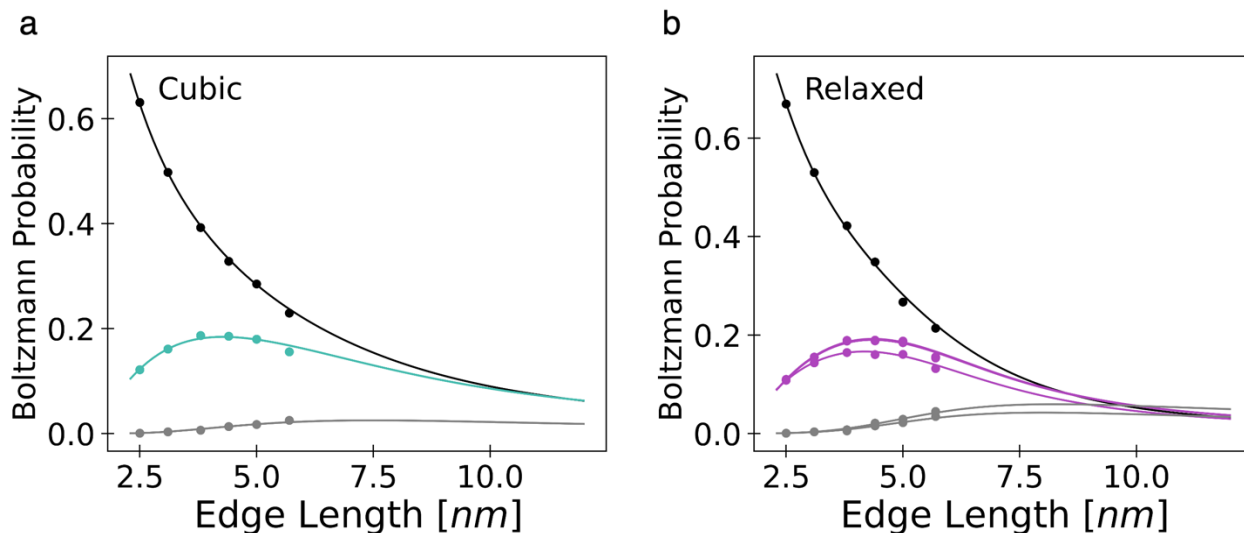 a
Cubic
Boltzmann Probability
0.6
0.4
0.2
0.0
2.5 5.0 7.5 10.0
Edge Length [nm]
b
Relaxed
Boltzmann Probability
0.6
0.4
0.2
0.0
2.5 5.0 7.5 10.0
Edge Length [nm]